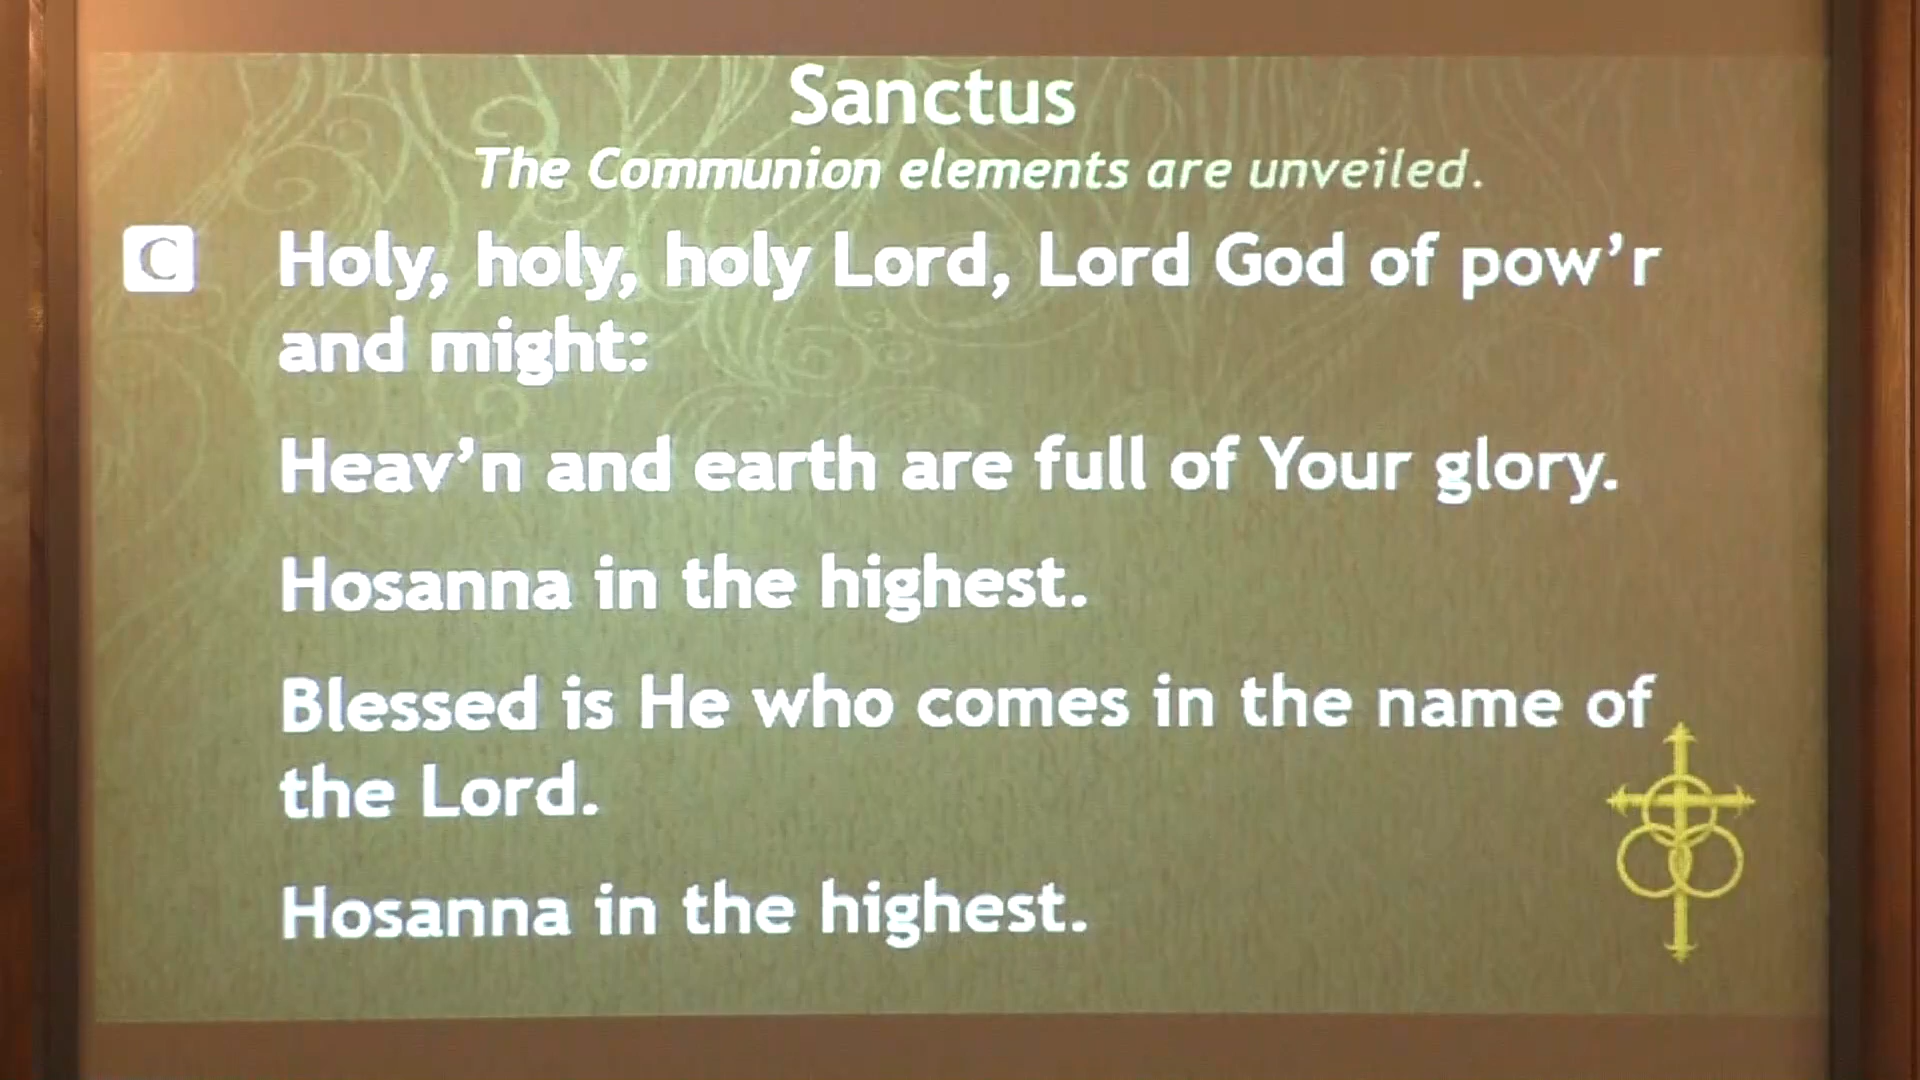 Sanctus
The Communion elements are unveiled.
C Holy, holy, holy Lord, Lord God of pow’r
and might:
Heav’n and earth are full of Your glory.
Hosanna in the highest.
Blessed is He who comes in the name of
the Lord.
Hosanna in the highest.